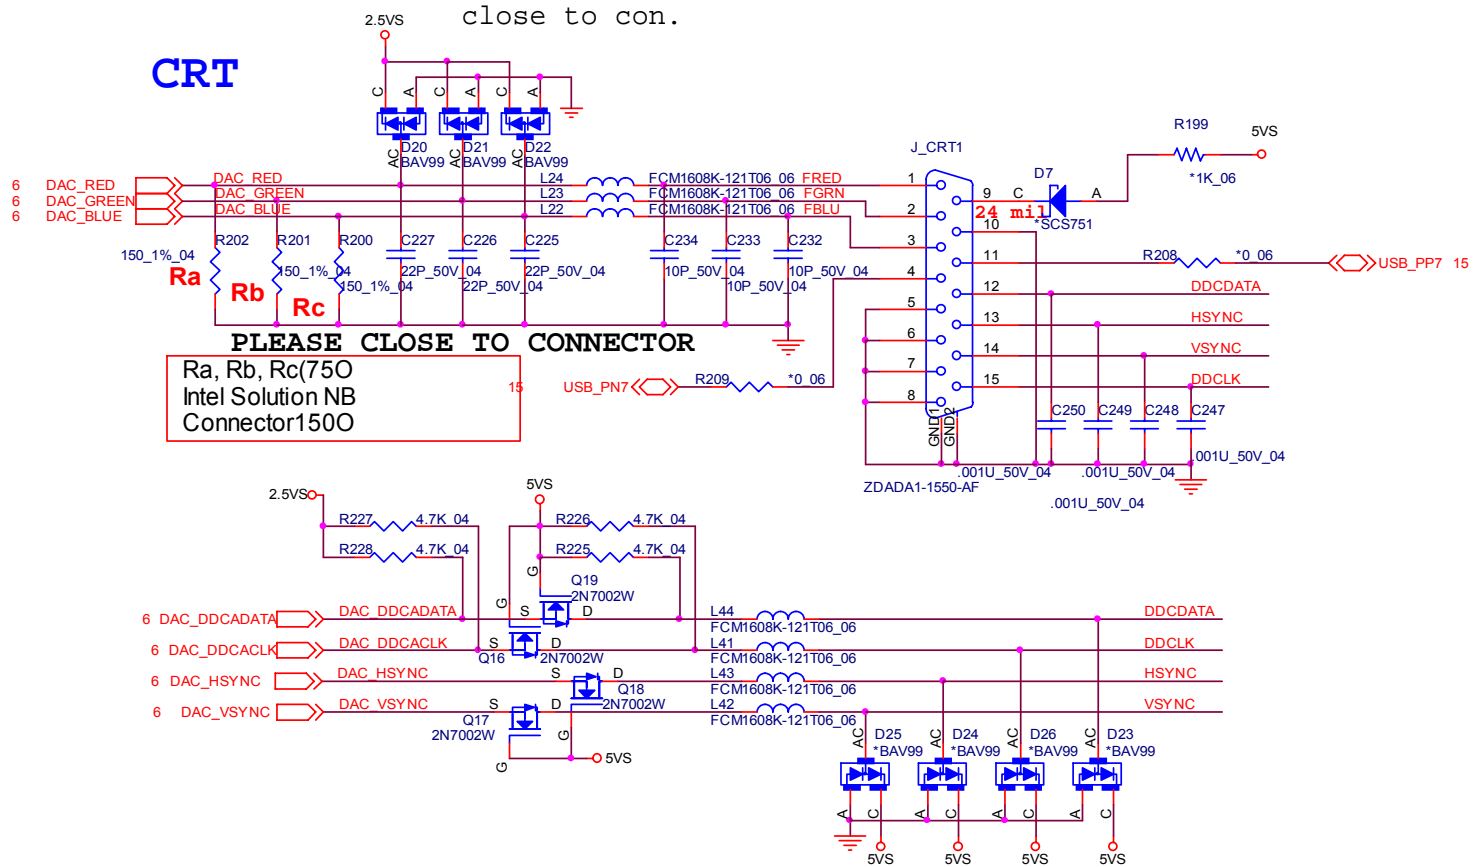 close to con.
2.5VS
CRT
C A C A C A
D20 D21 D22
BAV99 BAV99 BAV99
AC AC AC
6 DAC_RED DAC_RED L24 FCM1608K-121T06_06 FRED
6 DAC_GREEN DAC_GREEN L23 FCM1608K-121T06_06 FGRN
6 DAC_BLUE DAC_BLUE L22 FCM1608K-121T06_06 FBLU
R202 R201 R200 C227 C226 C225 C234 C233 C232
150_1%_04 150_1%_04 150_1%_04 22P_50V_04 22P_50V_04 22P_50V_04 10P_50V_04 10P_50V_04 10P_50V_04
Ra Rb Rc
PLEASE CLOSE TO CONNECTOR
Ra, Rb, Rc(75O
Intel Solution NB
Connector150O
15 USB_PN7 R209 *0_06
J_CRT1
1
2
3
4
5
6
7
8
9
10
11
12
13
14
15
GND1
GND2
ZDADA1-1550-AF
24 mil
C D7 A
*SCS751
R199
*1K_06
5VS
R208 *0_06 USB_PP7 15
DDCDATA
HSYNC
VSYNC
DDCLK
C250 C249 C248 C247
.001U_50V_04 .001U_50V_04 .001U_50V_04
.001U_50V_04
2.5VS 5VS
R227 4.7K_04 R226 4.7K_04
R228 4.7K_04 R225 4.7K_04
G G Q19
2N7002W
6 DAC_DDCADATA DAC_DDCADATA S D L44 DDCDATA
FCM1608K-121T06_06
6 DAC_DDCACLK DAC_DDCACLK S D L41 DDCLK
Q16 2N7002W FCM1608K-121T06_06
6 DAC_HSYNC DAC_HSYNC S D L43 HSYNC
Q18 FCM1608K-121T06_06
2N7002W
6 DAC_VSYNC DAC_VSYNC S D L42 VSYNC
Q17 FCM1608K-121T06_06
2N7002W
G G
5VS
AC D25 AC D24 AC D26 AC D23
*BAV99 *BAV99 *BAV99 *BAV99
A C A C A C A C
5VS 5VS 5VS 5VS